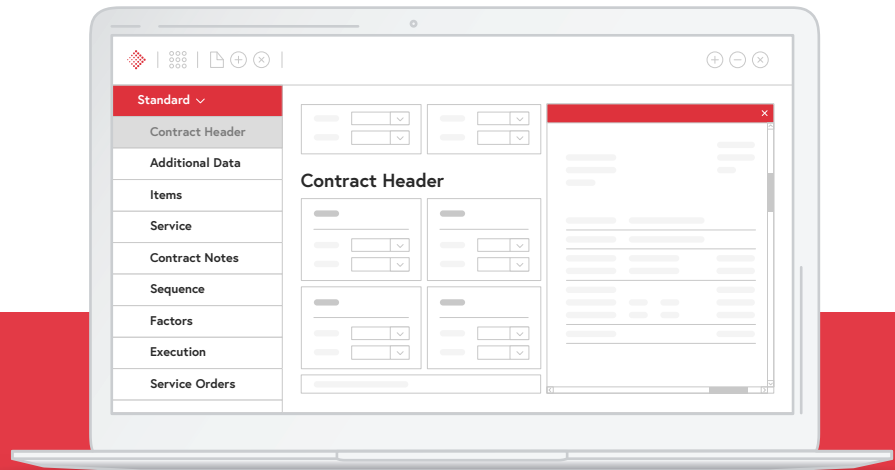 Standard
Contract Header
Additional Data
Items
Service
Contract Notes
Sequence
Factors
Execution
Service Orders
Contract Header